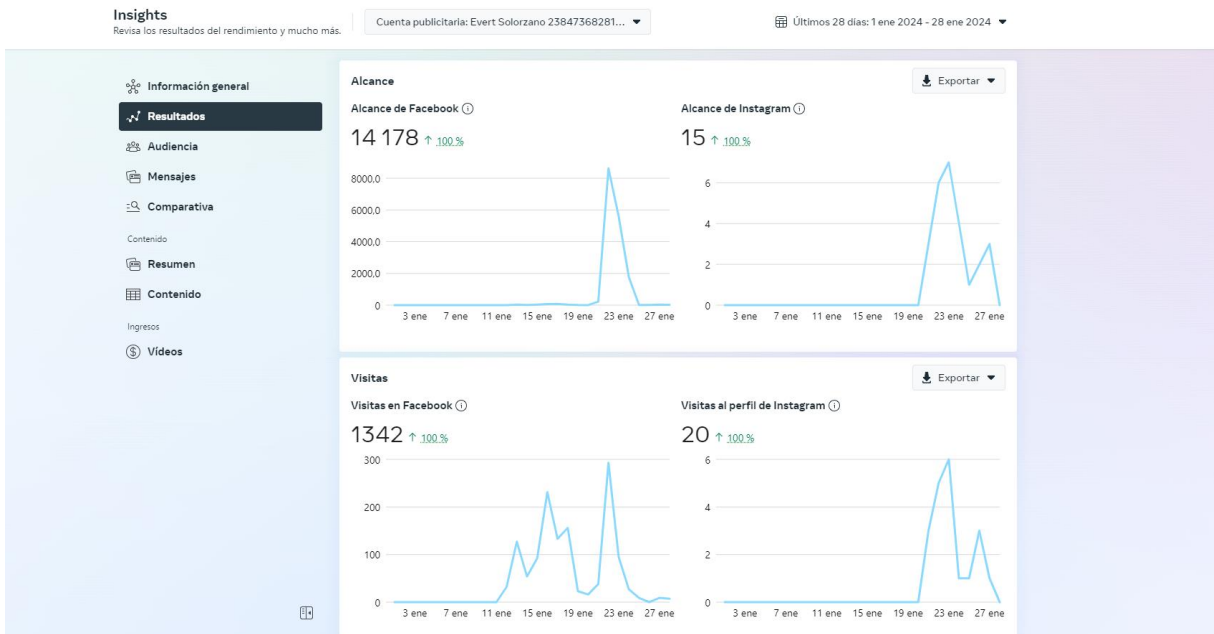 Insights
Revisa los resultados del rendimiento y mucho más.
Cuenta publicitaria: Evert Solorzano 23847368281...
Últimos 28 días: 1 ene 2024 - 28 ene 2024
Información general
Resultados
Audiencia
Mensajes
Comparativa
Contenido
Resumen
Contenido
Ingresos
Vídeos
Alcance
Exportar
Alcance de Facebook
14 178 ↑ 100 %
8000,0
6000,0
4000,0
2000,0
0
3 ene 7 ene 11 ene 15 ene 19 ene 23 ene 27 ene
Alcance de Instagram
15 ↑ 100 %
6
4
2
0
3 ene 7 ene 11 ene 15 ene 19 ene 23 ene 27 ene
Visitas
Exportar
Visitas en Facebook
1342 ↑ 100 %
300
200
100
0
3 ene 7 ene 11 ene 15 ene 19 ene 23 ene 27 ene
Visitas al perfil de Instagram
20 ↑ 100 %
6
4
2
0
3 ene 7 ene 11 ene 15 ene 19 ene 23 ene 27 ene